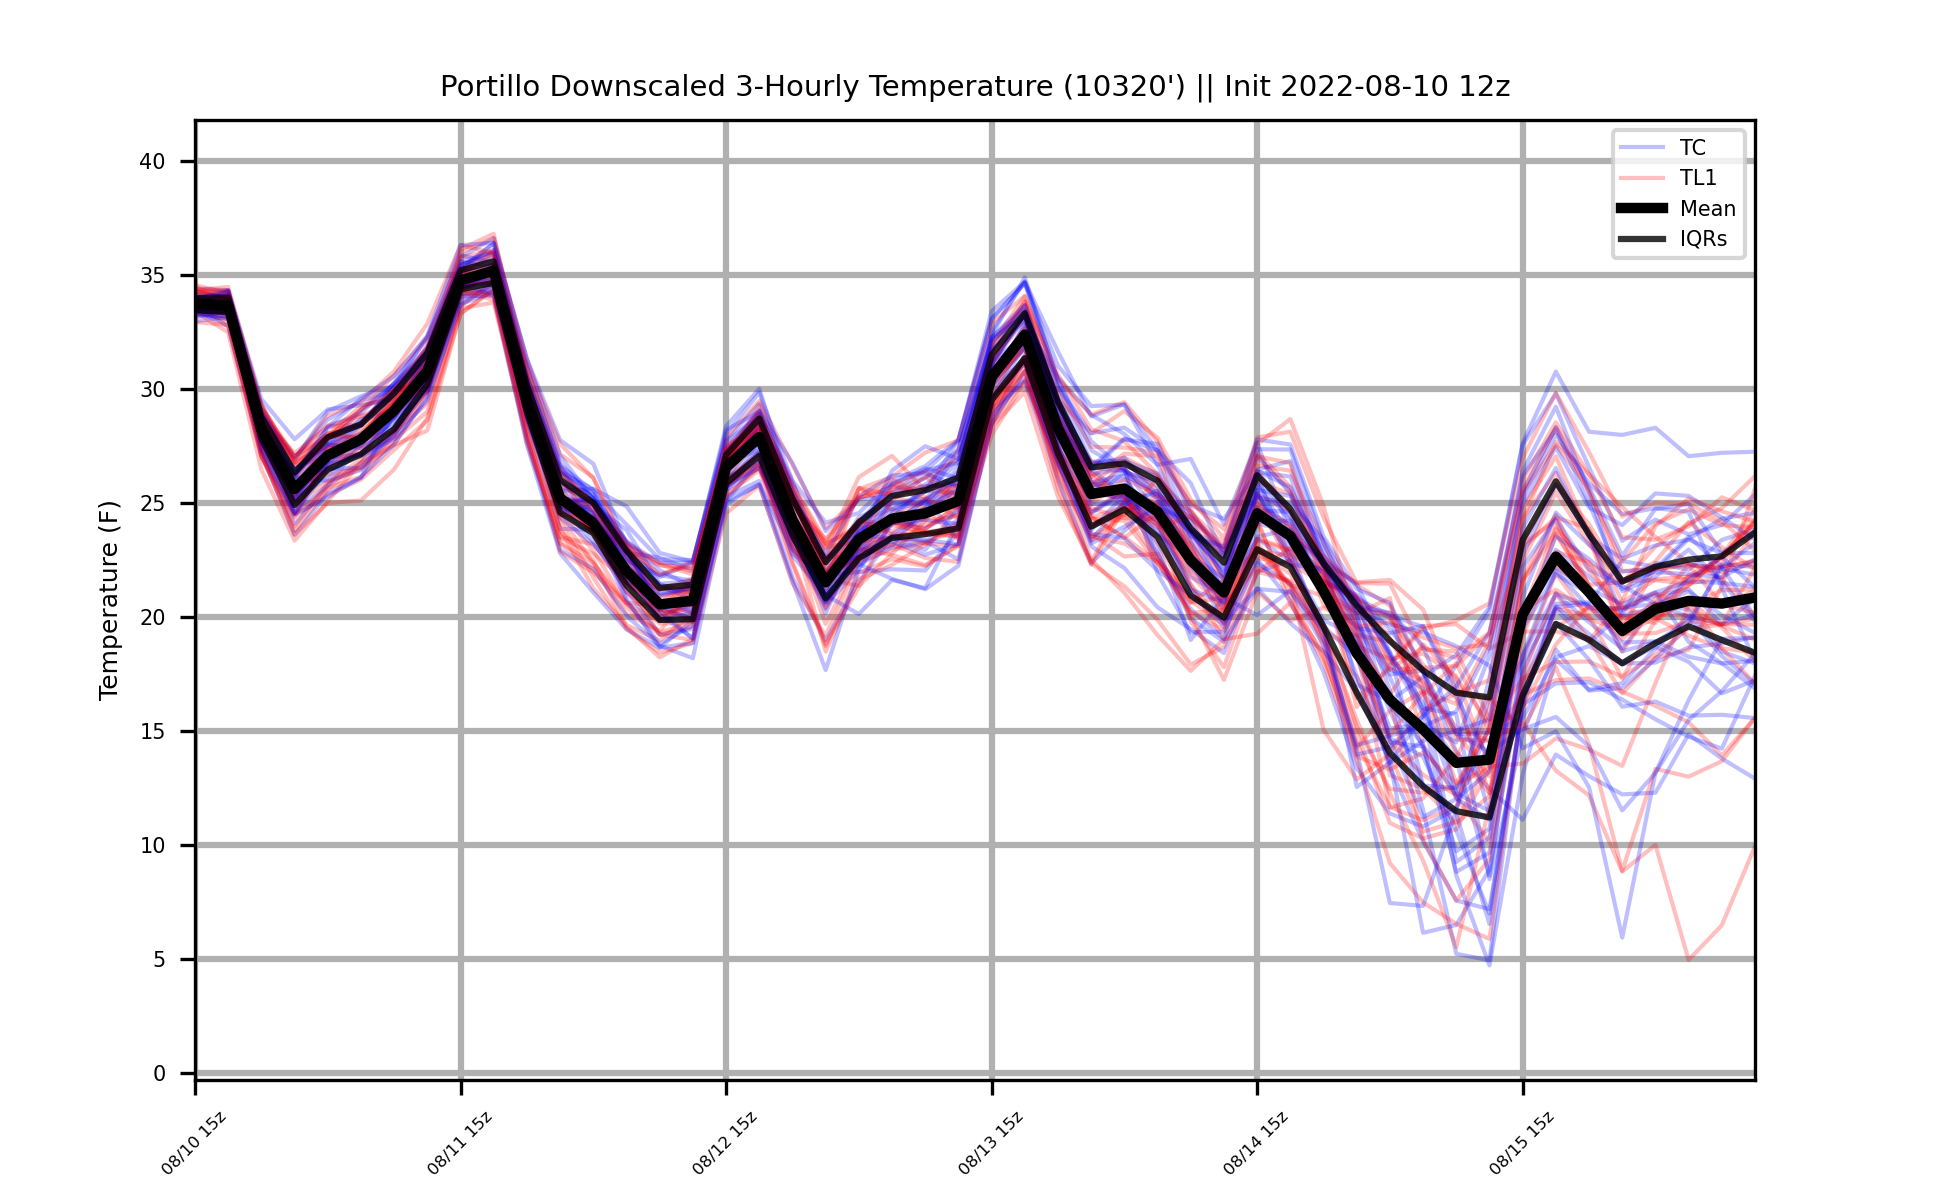 Portillo Downscaled 3-Hourly Temperature (10320') || Init 2022-08-10 12z
TC
TL1
Mean
IQRs
Temperature (F)
40
35
30
25
20
15
10
5
0
08/10 15z
08/11 15z
08/12 15z
08/13 15z
08/14 15z
08/15 15z